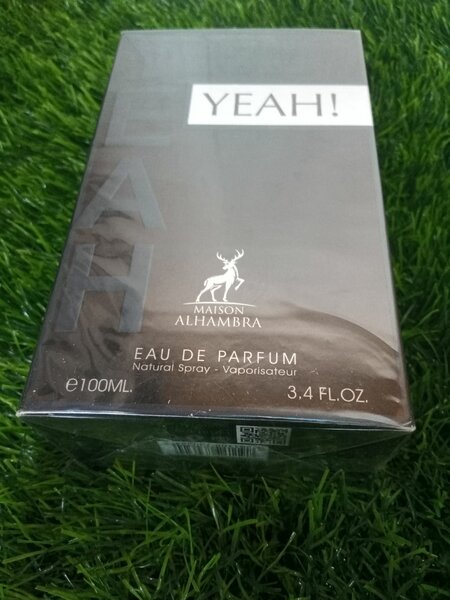 YEAH!
YEAH
MAISON
ALHAMBRA
EAU DE PARFUM
Natural Spray - Vaporisateur
℮100ML.
3,4 FL.OZ.